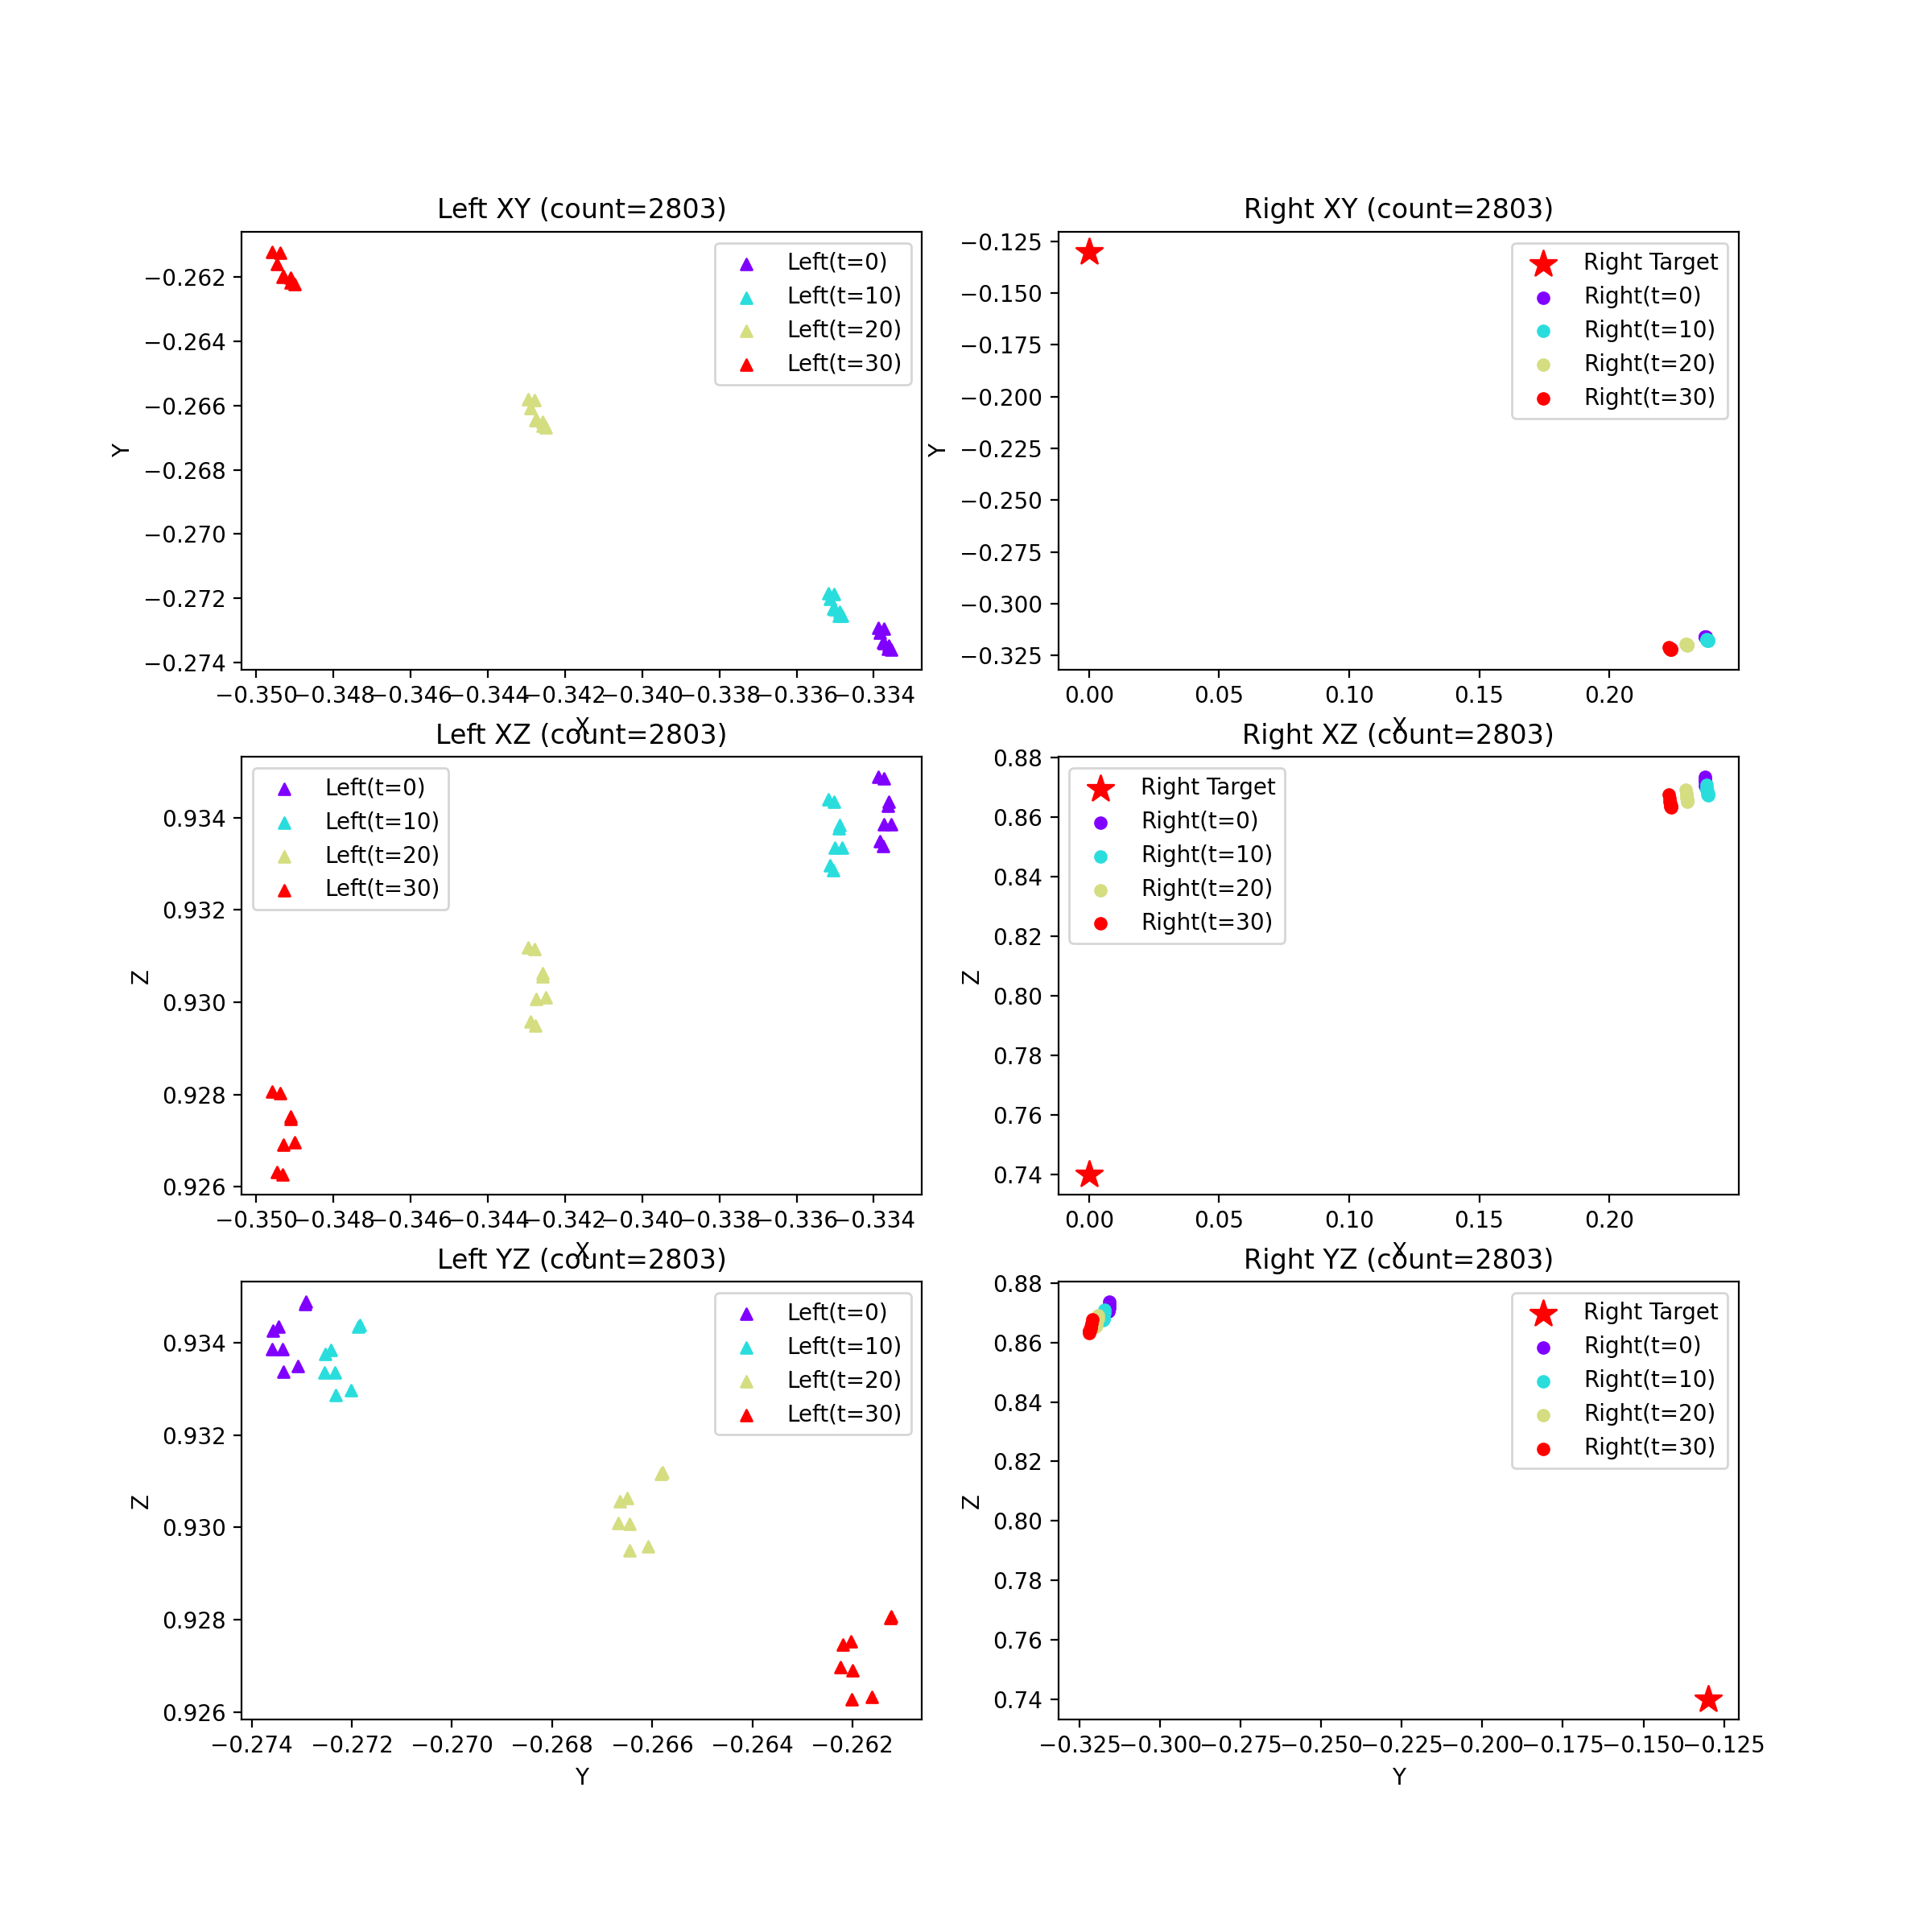 Left XY (count=2803)
Y
−0.262
−0.264
−0.266
−0.268
−0.270
−0.272
−0.274
Left(t=0)
Left(t=10)
Left(t=20)
Left(t=30)
−0.350 −0.348 −0.346 −0.344 −0.342 −0.340 −0.338 −0.336 −0.334
X
Right XY (count=2803)
Y
−0.125
−0.150
−0.175
−0.200
−0.225
−0.250
−0.275
−0.300
−0.325
Right Target
Right(t=0)
Right(t=10)
Right(t=20)
Right(t=30)
0.00 0.05 0.10 0.15 0.20
X
Left XZ (count=2803)
Z
0.934
0.932
0.930
0.928
0.926
Left(t=0)
Left(t=10)
Left(t=20)
Left(t=30)
−0.350 −0.348 −0.346 −0.344 −0.342 −0.340 −0.338 −0.336 −0.334
X
Right XZ (count=2803)
Z
0.88
0.86
0.84
0.82
0.80
0.78
0.76
0.74
Right Target
Right(t=0)
Right(t=10)
Right(t=20)
Right(t=30)
0.00 0.05 0.10 0.15 0.20
X
Left YZ (count=2803)
Z
0.934
0.932
0.930
0.928
0.926
Left(t=0)
Left(t=10)
Left(t=20)
Left(t=30)
−0.274 −0.272 −0.270 −0.268 −0.266 −0.264 −0.262
Y
Right YZ (count=2803)
Z
0.88
0.86
0.84
0.82
0.80
0.78
0.76
0.74
Right Target
Right(t=0)
Right(t=10)
Right(t=20)
Right(t=30)
−0.325 −0.300 −0.275 −0.250 −0.225 −0.200 −0.175 −0.150 −0.125
Y